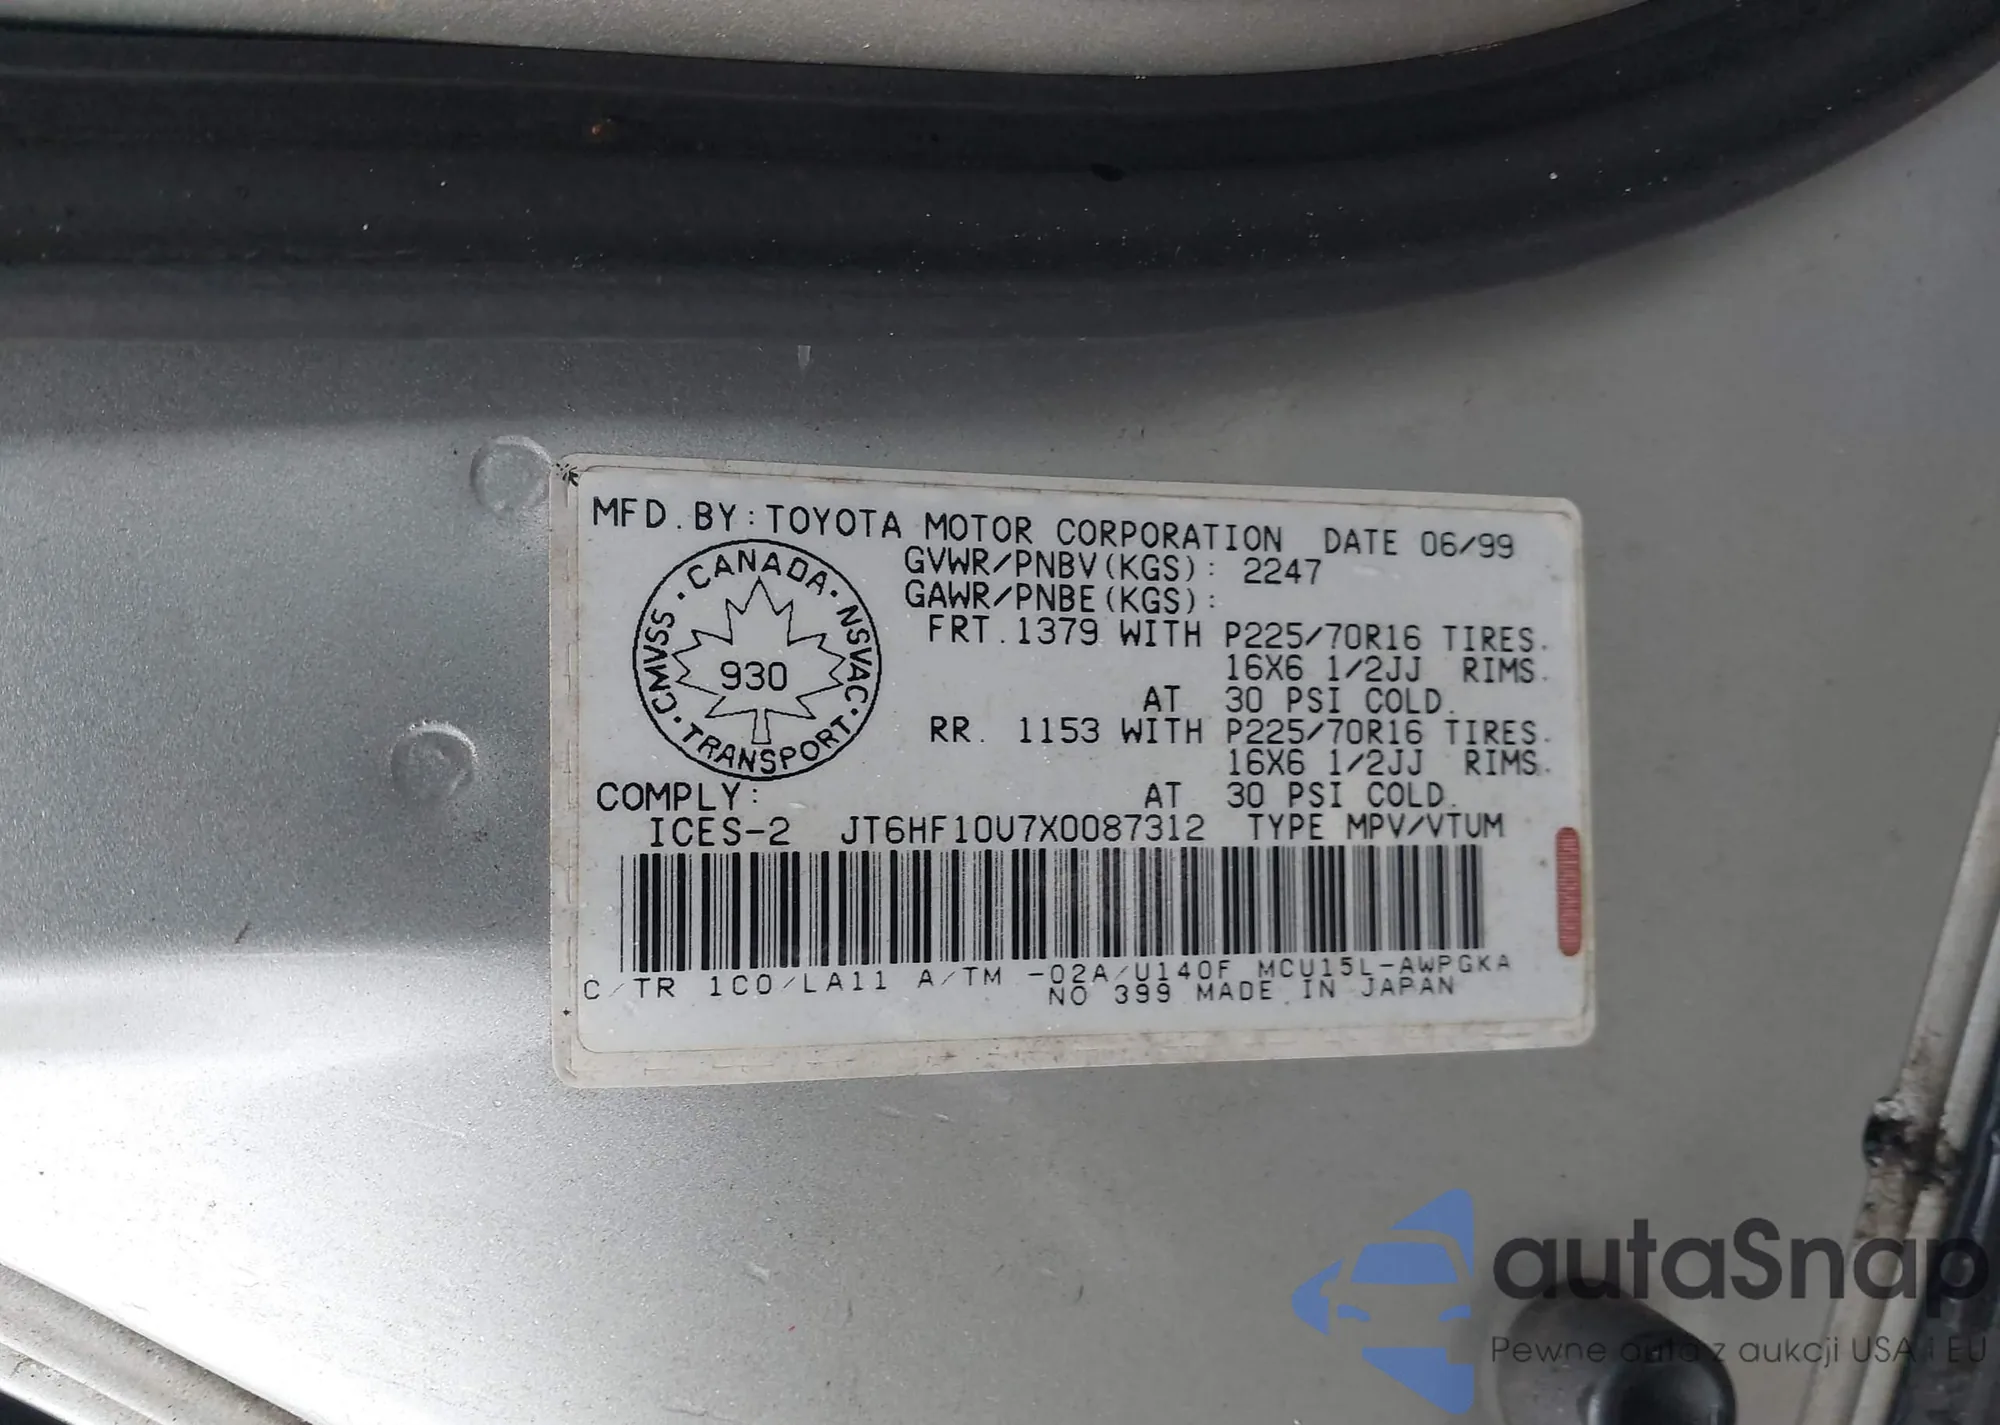 MFD. BY: TOYOTA MOTOR CORPORATION DATE 06/99
GVWR/PNBV(KGS): 2247
GAWR/PNBE(KGS):
FRT. 1379 WITH P225/70R16 TIRES.
16X6 1/2JJ RIMS.
AT 30 PSI COLD.
RR. 1153 WITH P225/70R16 TIRES.
16X6 1/2JJ RIMS.
AT 30 PSI COLD.
CANADA · NSVAC · TRANSPORT · CMVSS ·
930
COMPLY:
ICES-2 JT6HF10U7X0087312 TYPE MPV/VTUM
C/TR 1C0/LA11 A/TM -02A/U140F MCU15L-AWPGKA
NO 399 MADE IN JAPAN
autaSnap
Pewne auta z aukcji USA i EU